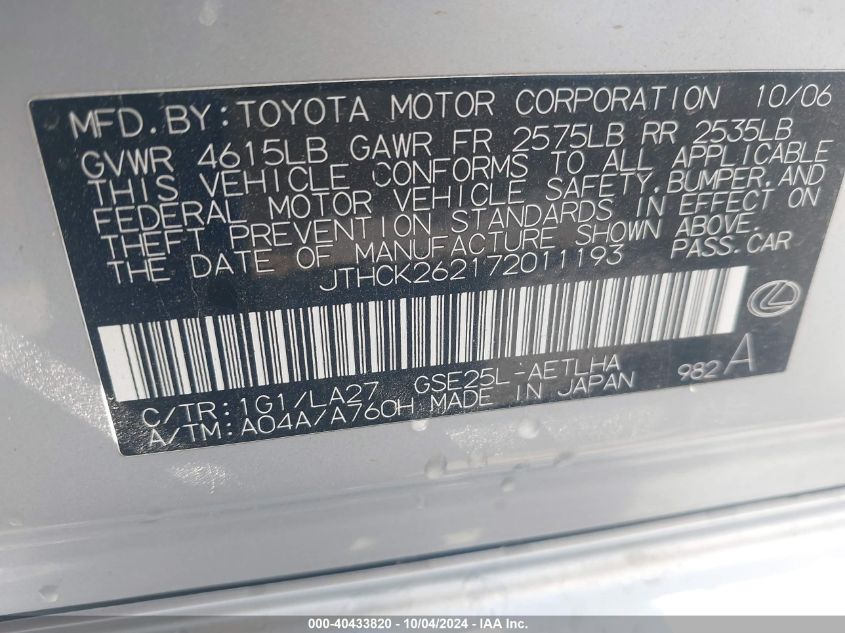 MFD. BY: TOYOTA MOTOR CORPORATION 10/06
GVWR 4615LB GAWR FR 2575LB RR 2535LB
THIS VEHICLE CONFORMS TO ALL APPLICABLE
FEDERAL MOTOR VEHICLE SAFETY, BUMPER, AND
THEFT PREVENTION STANDARDS IN EFFECT ON
THE DATE OF MANUFACTURE SHOWN ABOVE.
JTHCK262172011193 PASS. CAR
C/TR: 1G1/LA27 GSE25L-AETLHA 982 A
A/TM: A04A/A760H MADE IN JAPAN
000-40433820 - 10/04/2024 - IAA Inc.